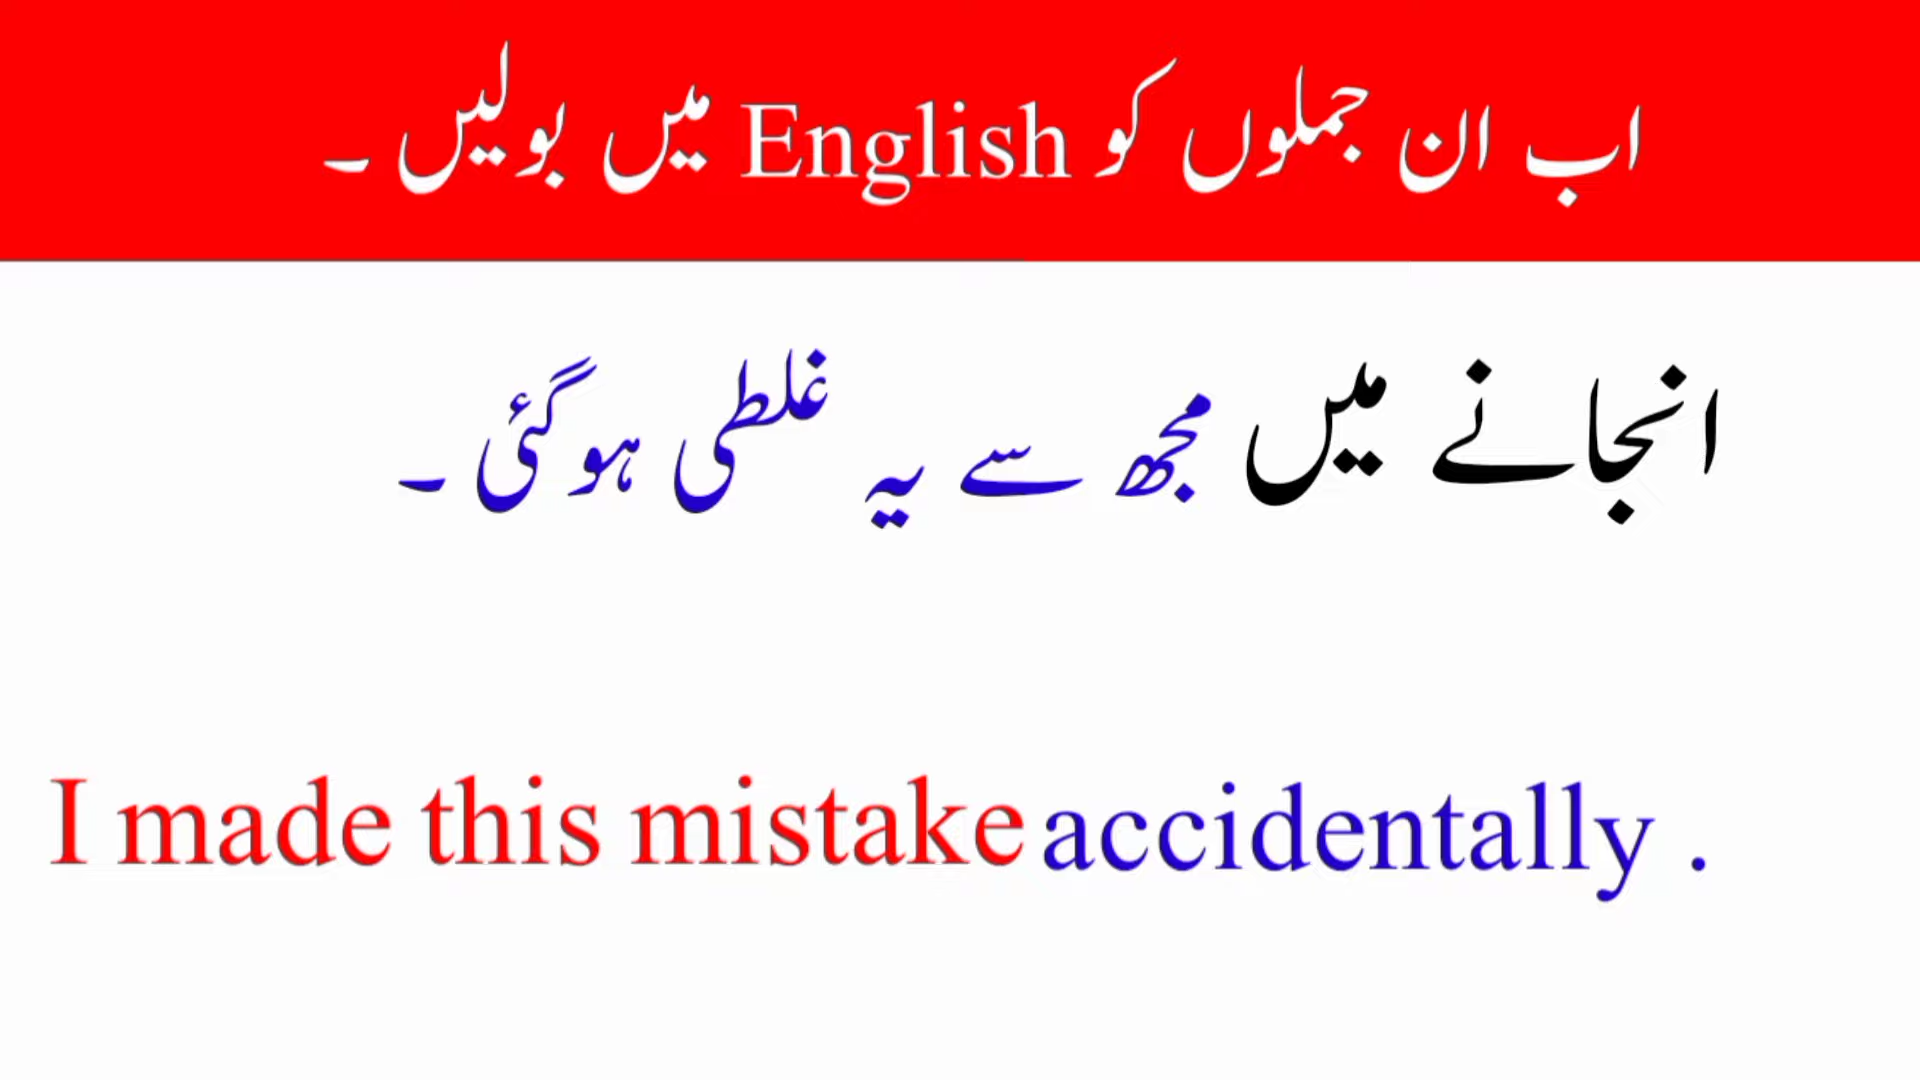 اب ان جملوں کو English میں بولیں ۔
انجانے میں مجھ سے یہ غلطی ہوگئی ۔
I made this mistake accidentally .